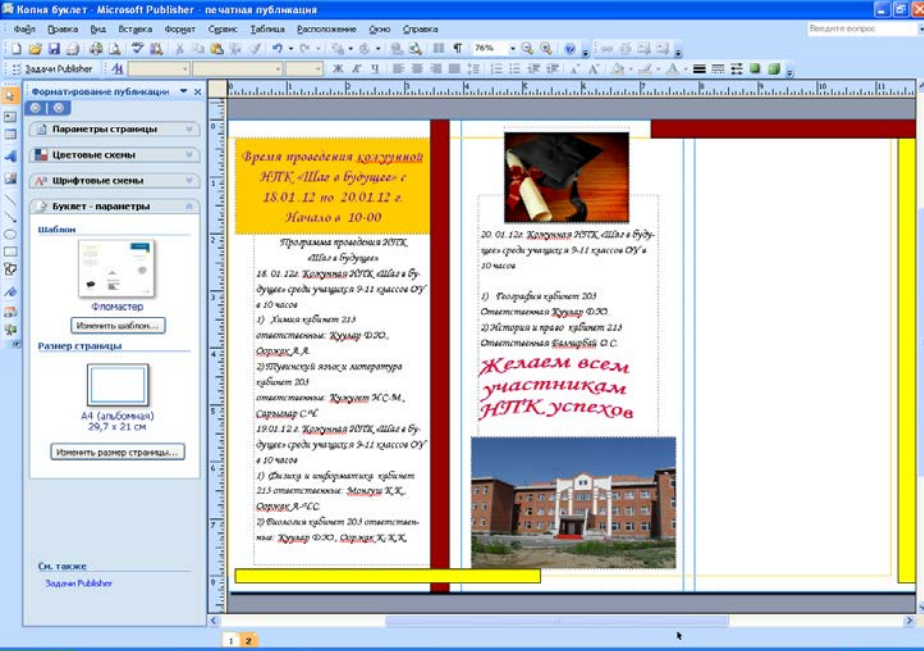 Копия буклет - Microsoft Publisher - печатная публикация
Файл Правка Вид Вставка Формат Сервис Таблица Расположение Окно Справка
Введите вопрос
76%
Задачи Publisher
Ж К Ч
Форматирование публикации
Параметры страницы
Цветовые схемы
Шрифтовые схемы
Буклет - параметры
Шаблон
Фломастер
Изменить шаблон...
Размер страницы
A4 (альбомная)
29,7 x 21 см
Изменить размер страницы...
См. также
Задачи Publisher
Время проведения кожуунной
НПК «Шаг в будущее» с
18.01.12 по 20.01.12 г.
Начало в 10-00
Программа проведения НПК
«Шаг в будущее»
18. 01. 12г. Кожуунная НПК «Шаг в бу-
дущее» среди учащихся 9-11 классов ОУ
в 10 часов
1) Химия кабинет 213
ответственные: Куулар Д.Ю.,
Ооржак А.А.
2) Тувинский язык и литература
кабинет 203
ответственные: Кужугет Н.С-М.,
Сарыглар С.Ч.
19.01.12 г. Кожуунная НПК «Шаг в бу-
дущее» среди учащихся 9-11 классов ОУ
в 10 часов
1) Физика и информатика кабинет
213 ответственные: Монгуш К.К.,
Ооржак
2) Биология кабинет 203 ответствен-
ные: Куулар Д.Ю., Ооржак К-К.К.
20. 01. 12г. Кожуунная НПК «Шаг в буду-
щее» среди учащихся 9-11 классов ОУ в
10 часов
1) География кабинет 203
Ответственная Куулар Д.Ю.
2) История и право кабинет 213
Ответственная О.С.
Желаем всем
участникам
НПК успехов
1 2